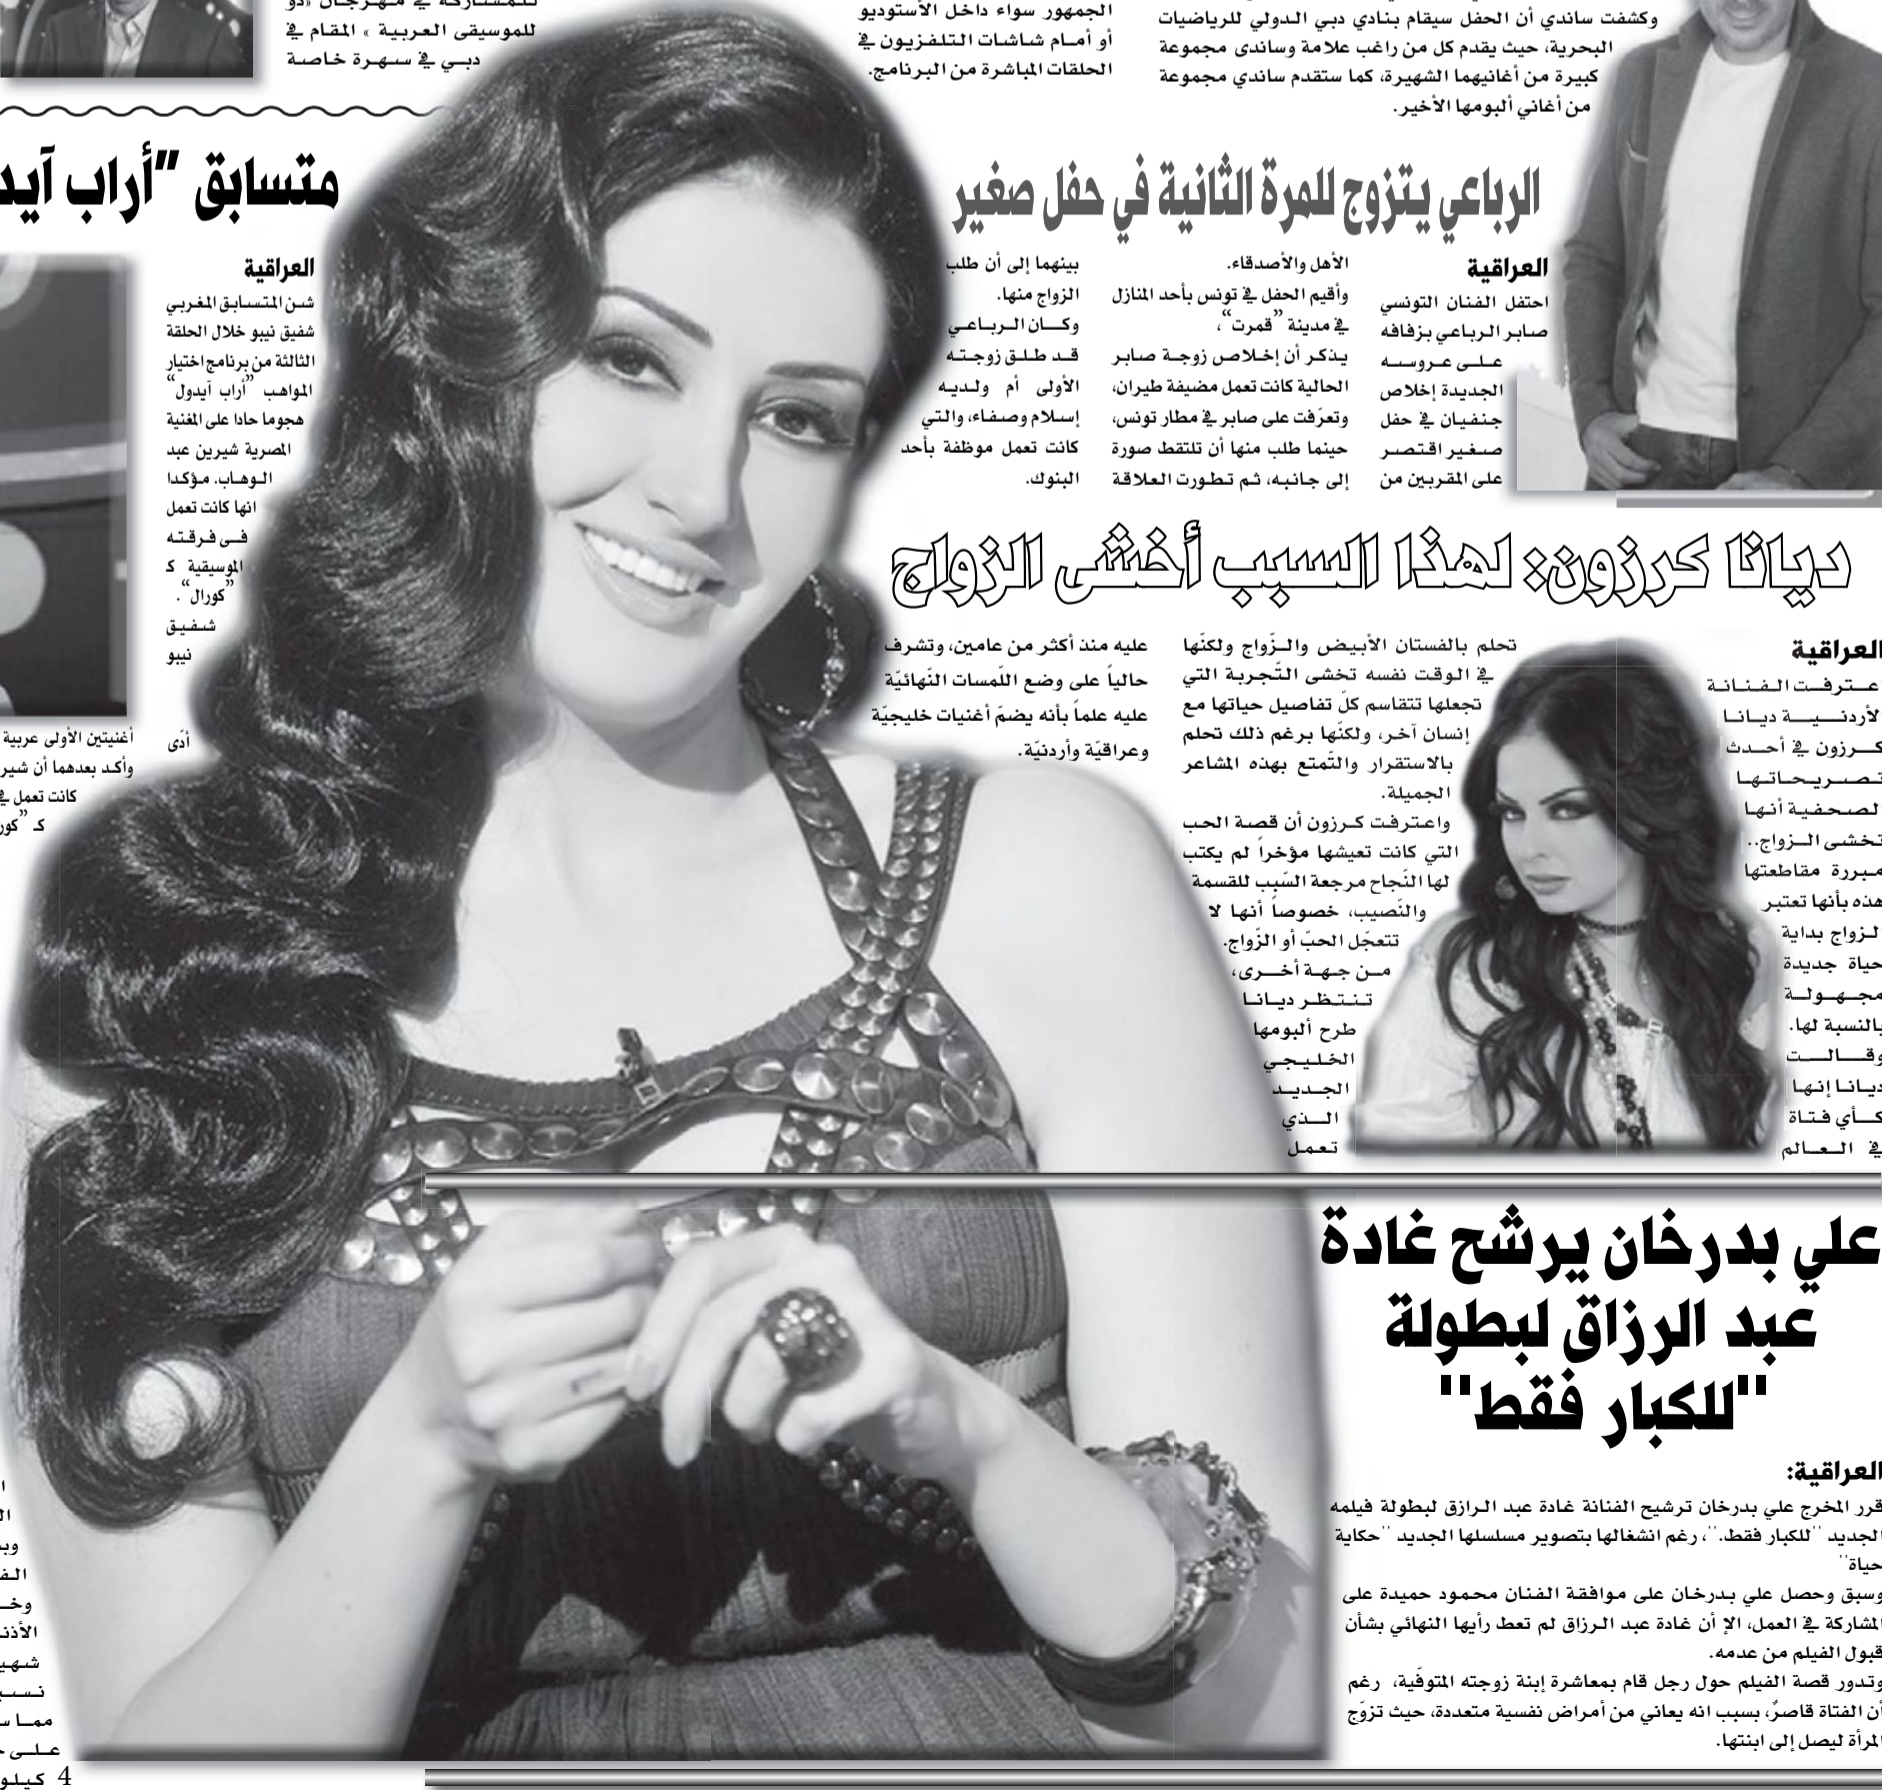 وكشفت ساندي أن الحفل سيقام بنادي دبي الدولي للرياضيات
البحرية، حيث يقدم كل من راغب علامة وساندى مجموعة
كبيرة من أغانيهما الشهيرة، كما ستقدم ساندي مجموعة
من أغاني ألبومها الأخير.
الجمهور سواء داخل الأستوديو
أو أمام شاشات التلفزيون في
الحلقات المباشرة من البرنامج.
للمشاركة في مهرجان «دو
للموسيقى العربية » المقام في
دبي في سهرة خاصة
الرباعي يتزوج للمرة الثانية في حفل صغير
العراقية
احتفل الفنان التونسي
صابر الرباعي بزفافه
على عروسه
الجديدة إخلاص
جنفيان في حفل
صغير اقتصر
على المقربين من
الأهل والأصدقاء.
وأقيم الحفل في تونس بأحد المنازل
في مدينة ”قمرت“،
يذكر أن إخلاص زوجة صابر
الحالية كانت تعمل مضيفة طيران،
وتعرّفت على صابر في مطار تونس،
حينما طلب منها أن تلتقط صورة
إلى جانبه، ثم تطورت العلاقة
بينهما إلى أن طلب
الزواج منها.
وكان الرباعي
قد طلق زوجته
الأولى أم ولديه
إسلام وصفاء، والتي
كانت تعمل موظفة بأحد
البنوك.
متسابق ”أراب آيد
العراقية
شن المتسابق المغربي
شفيق نيبو خلال الحلقة
الثالثة من برنامج اختيار
المواهب ”أراب آيدول“
هجوما حادا على المغنية
المصرية شيرين عبد
الوهاب. مؤكدا
انها كانت تعمل
فى فرقته
الموسيقية كـ
”كورال“.
شفيق
نيبو
أدّى
أغنيتين الأولى عربية
وأكد بعدهما أن شير
كانت تعمل في
كـ ”كور
ديانا كرزون: لهذا السبب أخشى الزواج
العراقية
اعترفت الفنانة
الأردنية ديانا
كرزون في أحدث
تصريحاتها
الصحفية أنها
تخشى الزواج..
مبررة مقاطعتها
هذه بأنها تعتبر
الزواج بداية
حياة جديدة
مجهولة
بالنسبة لها.
وقالت
ديانا إنها
كأي فتاة
في العالم
تحلم بالفستان الأبيض والزّواج ولكنّها
في الوقت نفسه تخشى التّجربة التي
تجعلها تتقاسم كلّ تفاصيل حياتها مع
إنسان آخر، ولكنّها برغم ذلك تحلم
بالاستقرار والتّمتع بهذه المشاعر
الجميلة.
واعترفت كرزون أن قصة الحب
التي كانت تعيشها مؤخراً لم يكتب
لها النّجاح مرجعة السّبب للقسمة
والنّصيب، خصوصاً أنها لا
تتعجّل الحبّ أو الزّواج.
من جهة أخرى،
تنتظر ديانا
طرح ألبومها
الخليجي
الجديد
الذي
تعمل
عليه منذ أكثر من عامين، وتشرف
حالياً على وضع اللّمسات النّهائيّة
عليه علماً بأنه يضمّ أغنيات خليجيّة
وعراقيّة وأردنيّة.
علي بدرخان يرشح غادة
عبد الرزاق لبطولة
"للكبار فقط"
العراقية:
قرر المخرج علي بدرخان ترشيح الفنانة غادة عبد الرازق لبطولة فيلمه
الجديد ''للكبار فقط.''، رغم انشغالها بتصوير مسلسلها الجديد ''حكاية
حياة''
وسبق وحصل علي بدرخان على موافقة الفنان محمود حميدة على
المشاركة في العمل، الا أن غادة عبد الرزاق لم تعط رأيها النهائي بشأن
قبول الفيلم من عدمه.
وتدور قصة الفيلم حول رجل قام بمعاشرة إبنة زوجته المتوفّية، رغم
أن الفتاة قاصرٌ، بسبب انه يعاني من أمراض نفسية متعددة، حيث تزوّج
المرأة ليصل إلى ابنتها.
الأذنـ
شهيـ
نسبـ
مما سـ
على
4 كيلو